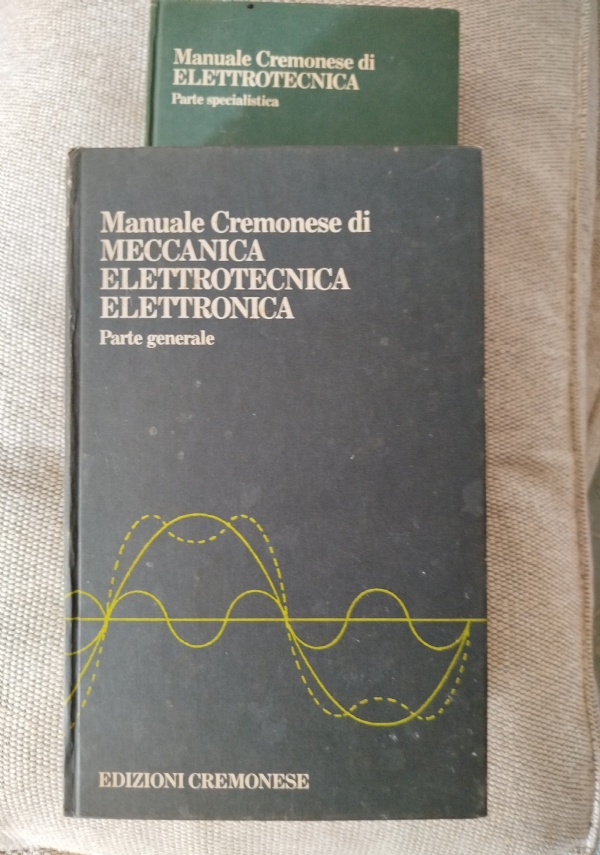 Manuale Cremonese di
ELETTROTECNICA
Parte specialistica
Manuale Cremonese di
MECCANICA
ELETTROTECNICA
ELETTRONICA
Parte generale
EDIZIONI CREMONESE